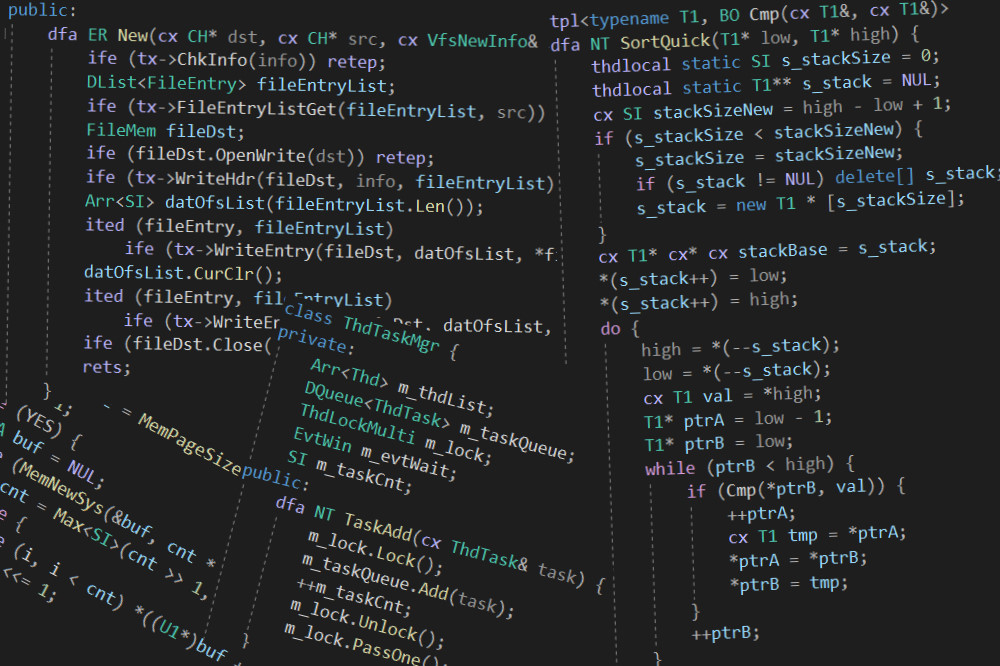 public:
dfa ER New(cx CH* dst, cx CH* src, cx VfsNewInfo&
ife (tx->ChkInfo(info)) retep;
DList<FileEntry> fileEntryList;
ife (tx->FileEntryListGet(fileEntryList, src))
FileMem fileDst;
ife (fileDst.OpenWrite(dst)) retep;
ife (tx->WriteHdr(fileDst, info, fileEntryList)
Arr<SI> datOfsList(fileEntryList.Len());
ited (fileEntry, fileEntryList)
ife (tx->WriteEntry(fileDst, datOfsList, *f
datOfsList.CurClr();
ited (fileEntry, fileEntryList)
ife (tx->WriteEn Dst, datOfsList,
ife (fileDst.Close(
rets;
}
tpl<typename T1, BO Cmp(cx T1&, cx T1&)>
dfa NT SortQuick(T1* low, T1* high) {
thdlocal static SI s_stackSize = 0;
thdlocal static T1** s_stack = NUL;
cx SI stackSizeNew = high - low + 1;
if (s_stackSize < stackSizeNew) {
s_stackSize = stackSizeNew;
if (s_stack != NUL) delete[] s_stack;
s_stack = new T1 * [s_stackSize];
}
cx T1* cx* cx stackBase = s_stack;
*(s_stack++) = low;
*(s_stack++) = high;
do {
high = *(--s_stack);
low = *(--s_stack);
cx T1 val = *high;
T1* ptrA = low - 1;
T1* ptrB = low;
while (ptrB < high) {
if (Cmp(*ptrB, val)) {
++ptrA;
cx T1 tmp = *ptrA;
*ptrA = *ptrB;
*ptrB = tmp;
}
++ptrB;
}
class ThdTaskMgr {
private:
Arr<Thd> m_thdList;
DQueue<ThdTask> m_taskQueue;
ThdLockMulti m_lock;
EvtWin m_evtWait;
SI m_taskCnt;
public:
dfa NT TaskAdd(cx ThdTask& task) {
m_lock.Lock();
m_taskQueue.Add(task);
++m_taskCnt;
m_lock.Unlock();
m_lock.PassOne();
}
= MemPageSize
(YES) {
buf = NUL;
(MemNewSys(&buf, cnt *
cnt = Max<SI>(cnt >> 1,
{
(i, i < cnt) *((U1*)buf +
<<= 1;